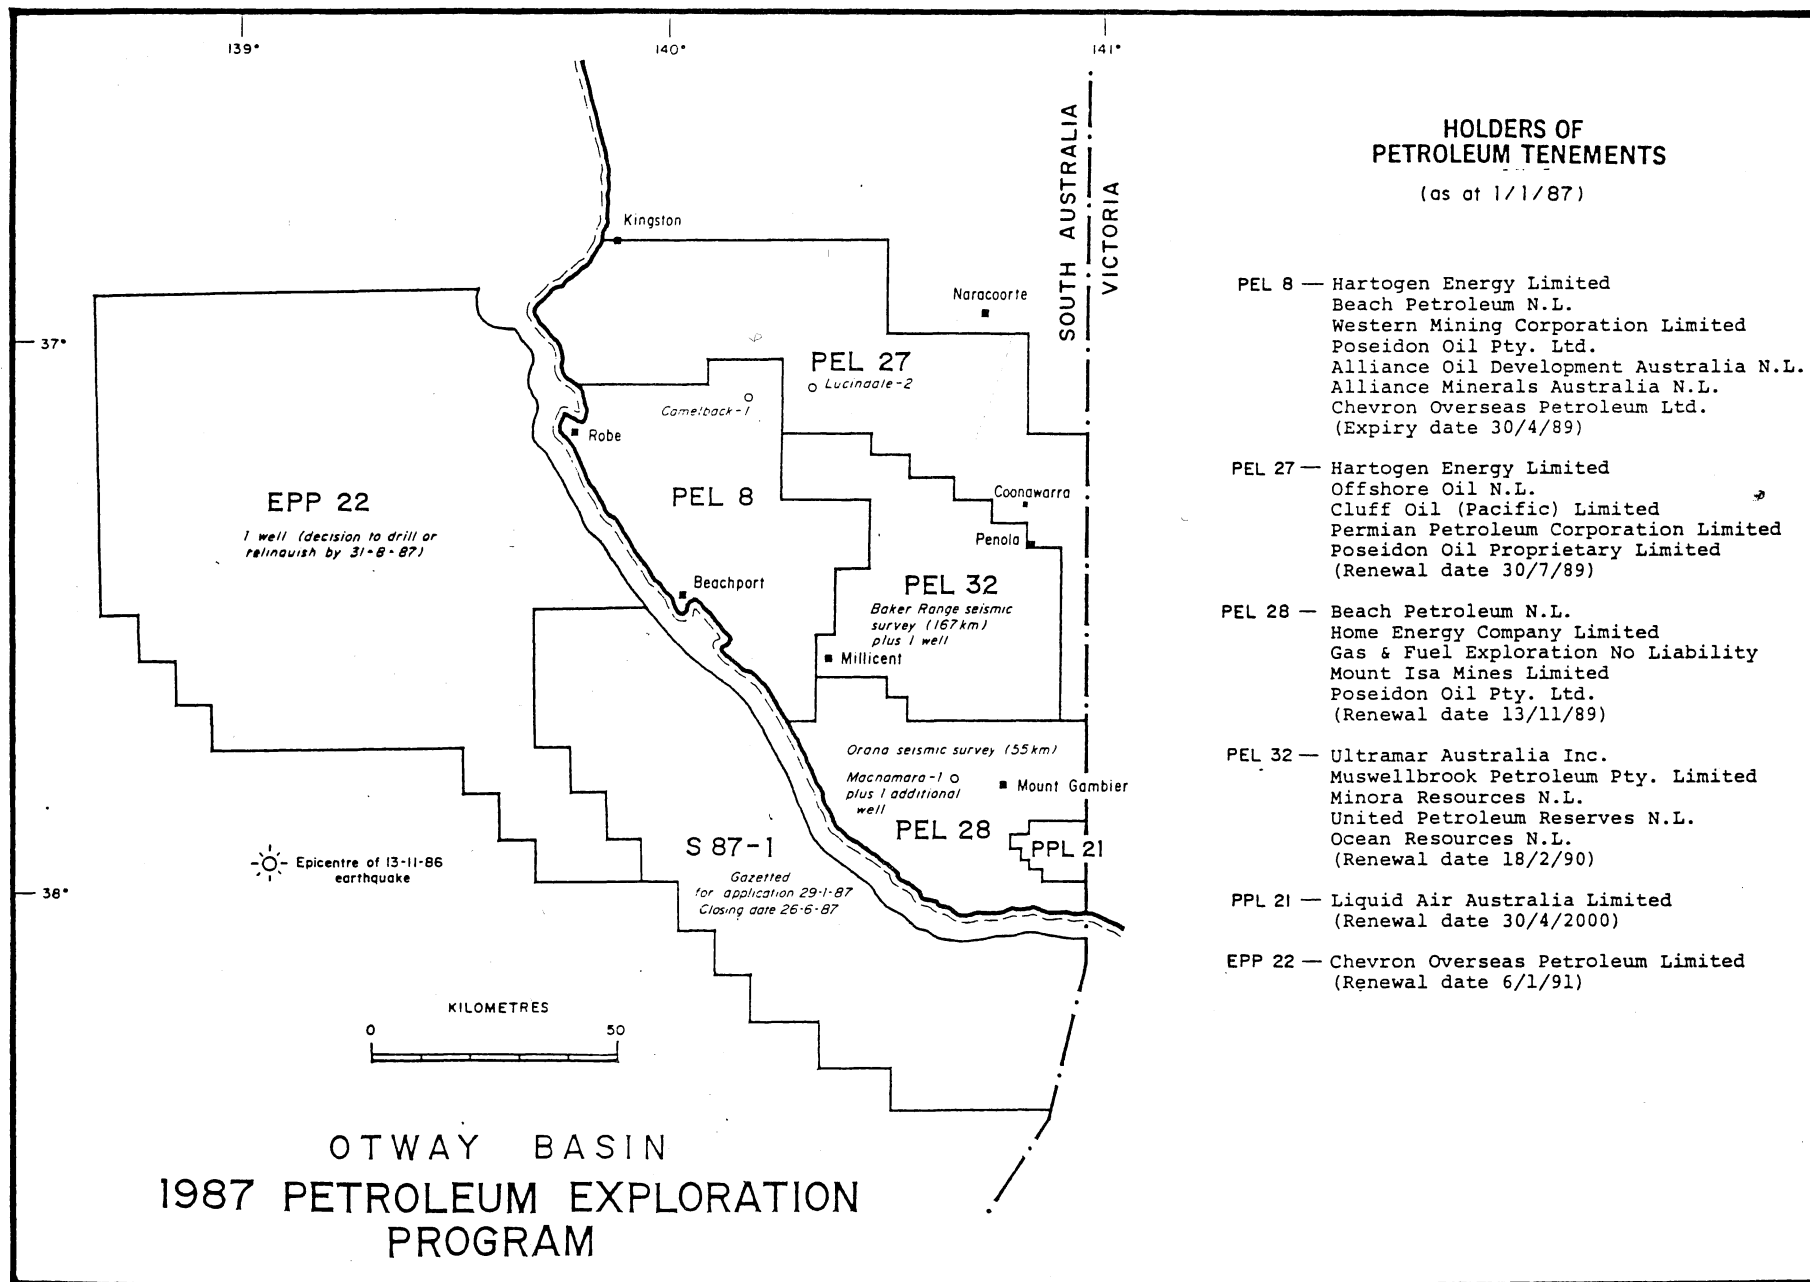 139°
140°
141°
37°
38°
SOUTH AUSTRALIA
VICTORIA
Kingston
Naracoorte
PEL 27
Lucindale-2
Camelback-1
Robe
EPP 22
1 well (decision to drill or
relinquish by 31-8-87)
PEL 8
Coonawarra
Penola
Beachport
PEL 32
Baker Range seismic
survey (167km)
plus 1 well
Millicent
Orana seismic survey (55km)
Macnamara-1
plus 1 additional
well
Mount Gambier
PEL 28
PPL 21
S 87-1
Gazetted
for application 29-1-87
Closing date 26-6-87
Epicentre of 13-11-86
earthquake
KILOMETRES
0 50
OTWAY BASIN
1987 PETROLEUM EXPLORATION
PROGRAM
HOLDERS OF
PETROLEUM TENEMENTS
(as at 1/1/87)
PEL 8 — Hartogen Energy Limited
Beach Petroleum N.L.
Western Mining Corporation Limited
Poseidon Oil Pty. Ltd.
Alliance Oil Development Australia N.L.
Alliance Minerals Australia N.L.
Chevron Overseas Petroleum Ltd.
(Expiry date 30/4/89)
PEL 27 — Hartogen Energy Limited
Offshore Oil N.L.
Cluff Oil (Pacific) Limited
Permian Petroleum Corporation Limited
Poseidon Oil Proprietary Limited
(Renewal date 30/7/89)
PEL 28 — Beach Petroleum N.L.
Home Energy Company Limited
Gas & Fuel Exploration No Liability
Mount Isa Mines Limited
Poseidon Oil Pty. Ltd.
(Renewal date 13/11/89)
PEL 32 — Ultramar Australia Inc.
Muswellbrook Petroleum Pty. Limited
Minora Resources N.L.
United Petroleum Reserves N.L.
Ocean Resources N.L.
(Renewal date 18/2/90)
PPL 21 — Liquid Air Australia Limited
(Renewal date 30/4/2000)
EPP 22 — Chevron Overseas Petroleum Limited
(Renewal date 6/1/91)